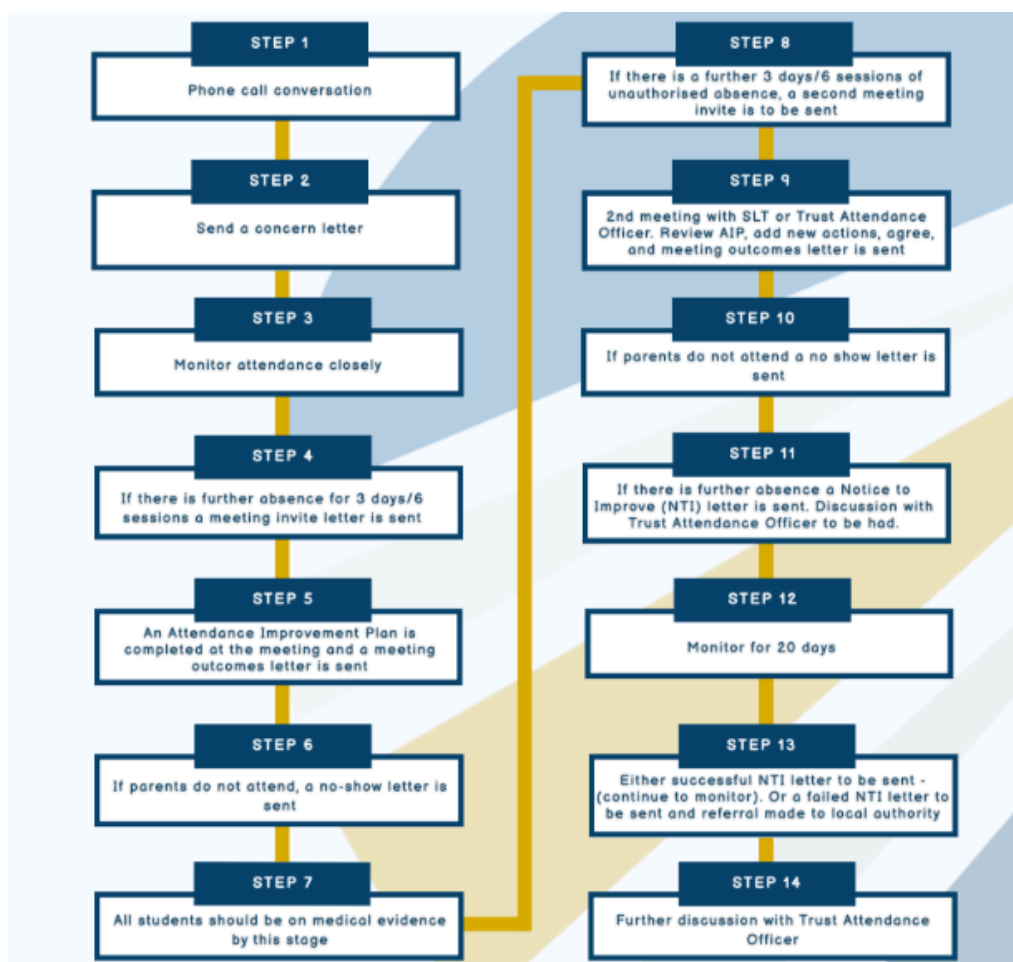 STEP 1
Phone call conversation
STEP 2
Send a concern letter
STEP 3
Monitor attendance closely
STEP 4
If there is further absence for 3 days/6
sessions a meeting invite letter is sent
STEP 5
An Attendance Improvement Plan is
completed at the meeting and a meeting
outcomes letter is sent
STEP 6
If parents do not attend, a no-show letter is
sent
STEP 7
All students should be on medical evidence
by this stage
STEP 8
If there is a further 3 days/6 sessions of
unauthorised absence, a second meeting
invite is to be sent
STEP 9
2nd meeting with SLT or Trust Attendance
Officer. Review AIP, add new actions, agree,
and meeting outcomes letter is sent
STEP 10
If parents do not attend a no show letter is
sent
STEP 11
If there is further absence a Notice to
Improve (NTI) letter is sent. Discussion with
Trust Attendance Officer to be had.
STEP 12
Monitor for 20 days
STEP 13
Either successful NTI letter to be sent -
(continue to monitor). Or a failed NTI letter to
be sent and referral made to local authority
STEP 14
Further discussion with Trust Attendance
Officer